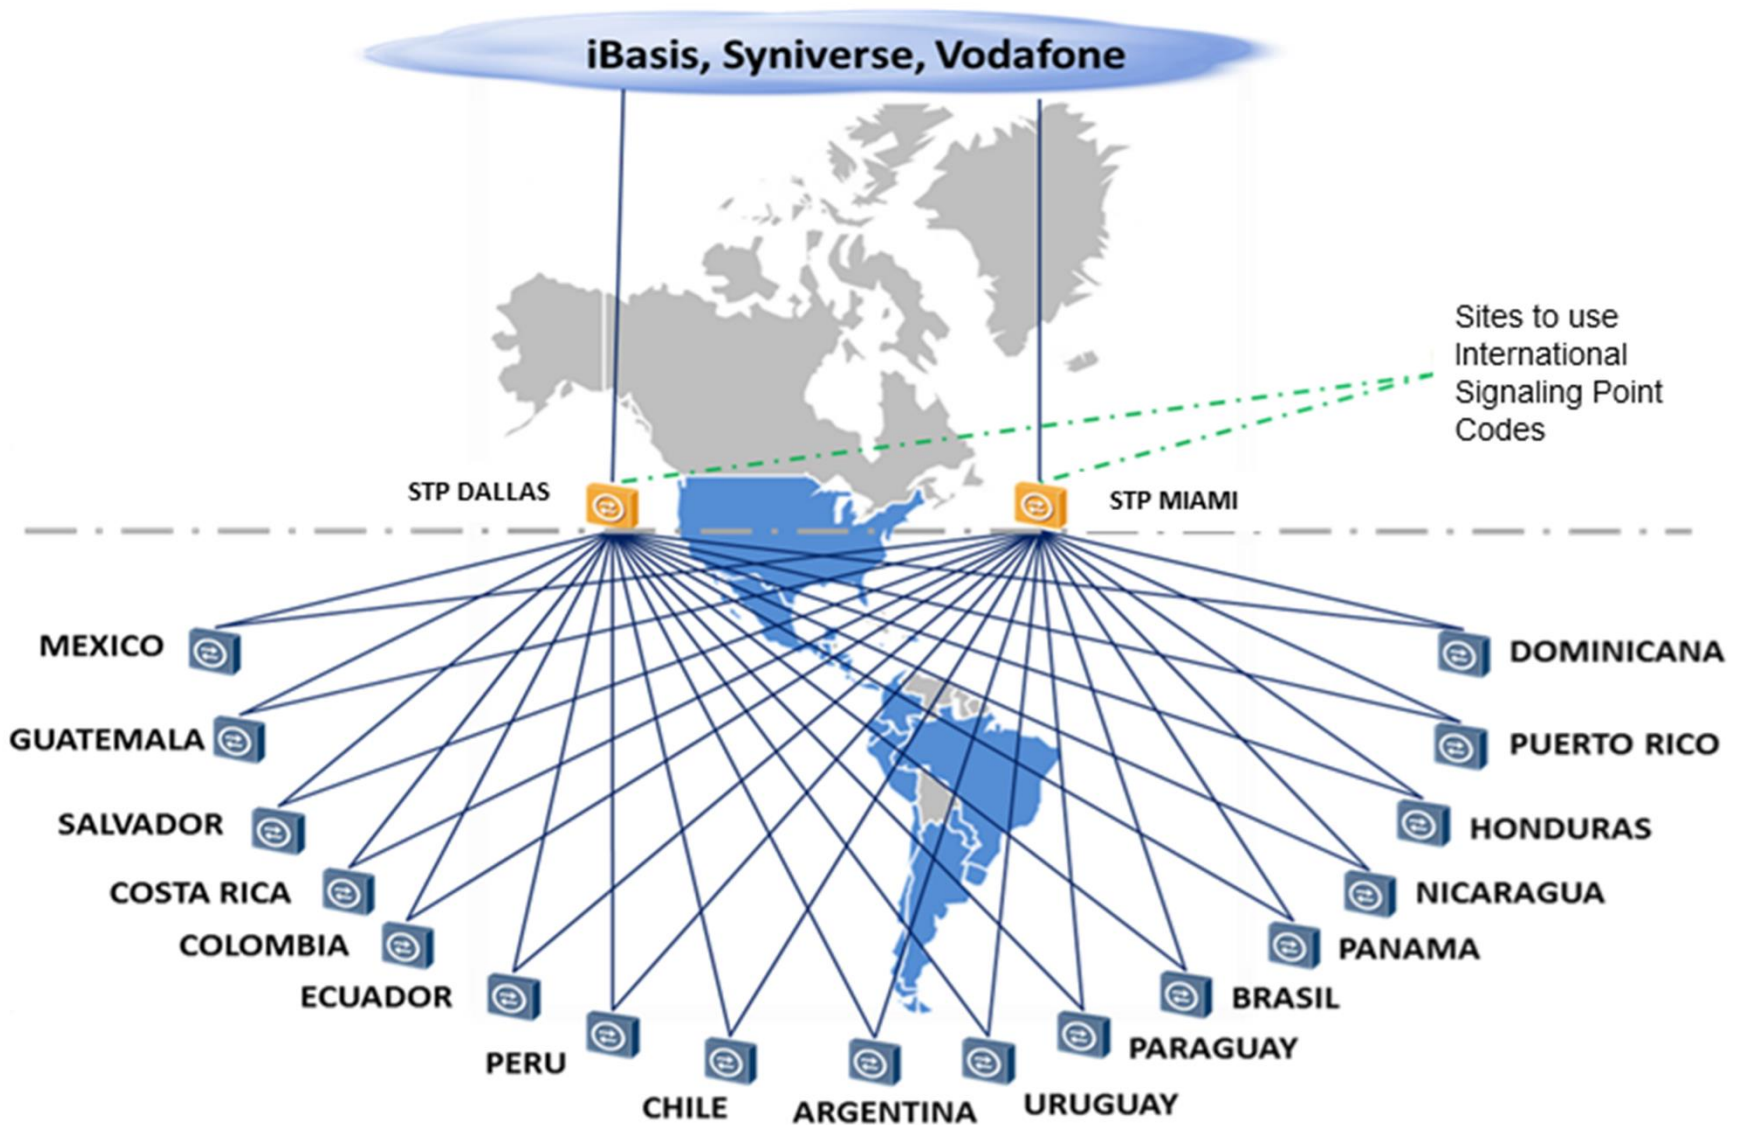 iBasis, Syniverse, Vodafone
Sites to use
International
Signaling Point
Codes
STP DALLAS
STP MIAMI
MEXICO
DOMINICANA
GUATEMALA
PUERTO RICO
SALVADOR
HONDURAS
COSTA RICA
NICARAGUA
COLOMBIA
PANAMA
ECUADOR
BRASIL
PERU
PARAGUAY
CHILE
ARGENTINA
URUGUAY